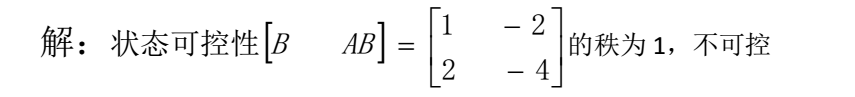 解：状态可控性[B AB] = [1 -2; 2 -4]的秩为 1，不可控